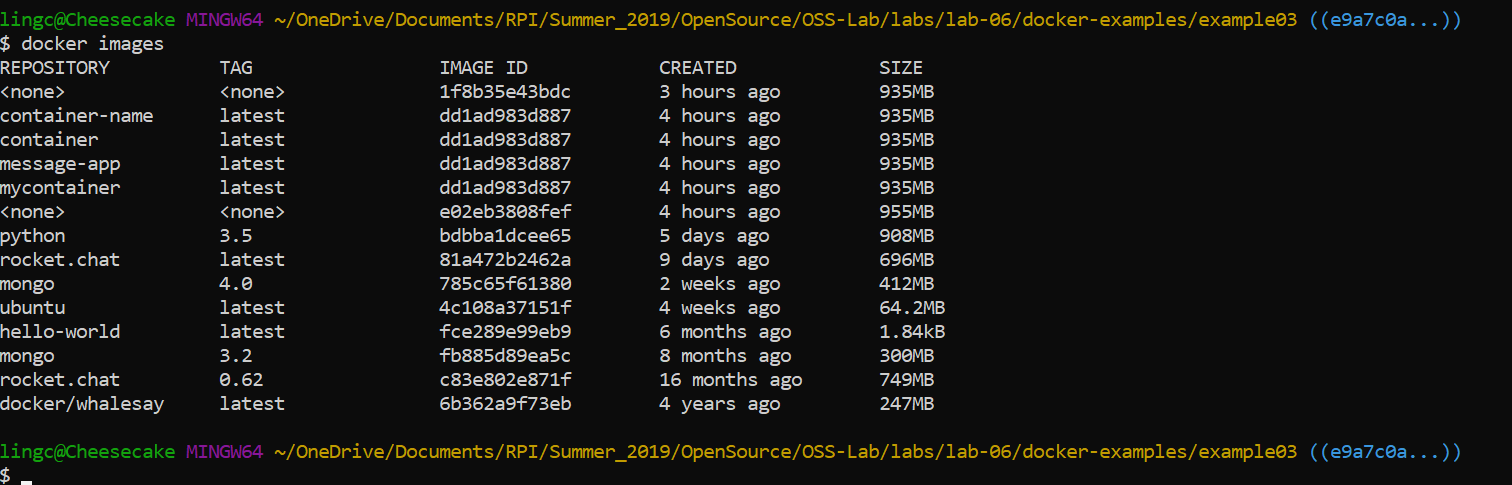 lingc@Cheesecake MINGW64 ~/OneDrive/Documents/RPI/Summer_2019/OpenSource/OSS-Lab/labs/lab-06/docker-examples/example03 ((e9a7c0a...))
$ docker images
REPOSITORY          TAG                 IMAGE ID            CREATED             SIZE
<none>              <none>              1f8b35e43bdc        3 hours ago         935MB
container-name      latest              dd1ad983d887        4 hours ago         935MB
container           latest              dd1ad983d887        4 hours ago         935MB
message-app         latest              dd1ad983d887        4 hours ago         935MB
mycontainer         latest              dd1ad983d887        4 hours ago         935MB
<none>              <none>              e02eb3808fef        4 hours ago         955MB
python              3.5                 bdbba1dcee65        5 days ago          908MB
rocket.chat         latest              81a472b2462a        9 days ago          696MB
mongo               4.0                 785c65f61380        2 weeks ago         412MB
ubuntu              latest              4c108a37151f        4 weeks ago         64.2MB
hello-world         latest              fce289e99eb9        6 months ago        1.84kB
mongo               3.2                 fb885d89ea5c        8 months ago        300MB
rocket.chat         0.62                c83e802e871f        16 months ago       749MB
docker/whalesay     latest              6b362a9f73eb        4 years ago         247MB
lingc@Cheesecake MINGW64 ~/OneDrive/Documents/RPI/Summer_2019/OpenSource/OSS-Lab/labs/lab-06/docker-examples/example03 ((e9a7c0a...))
$